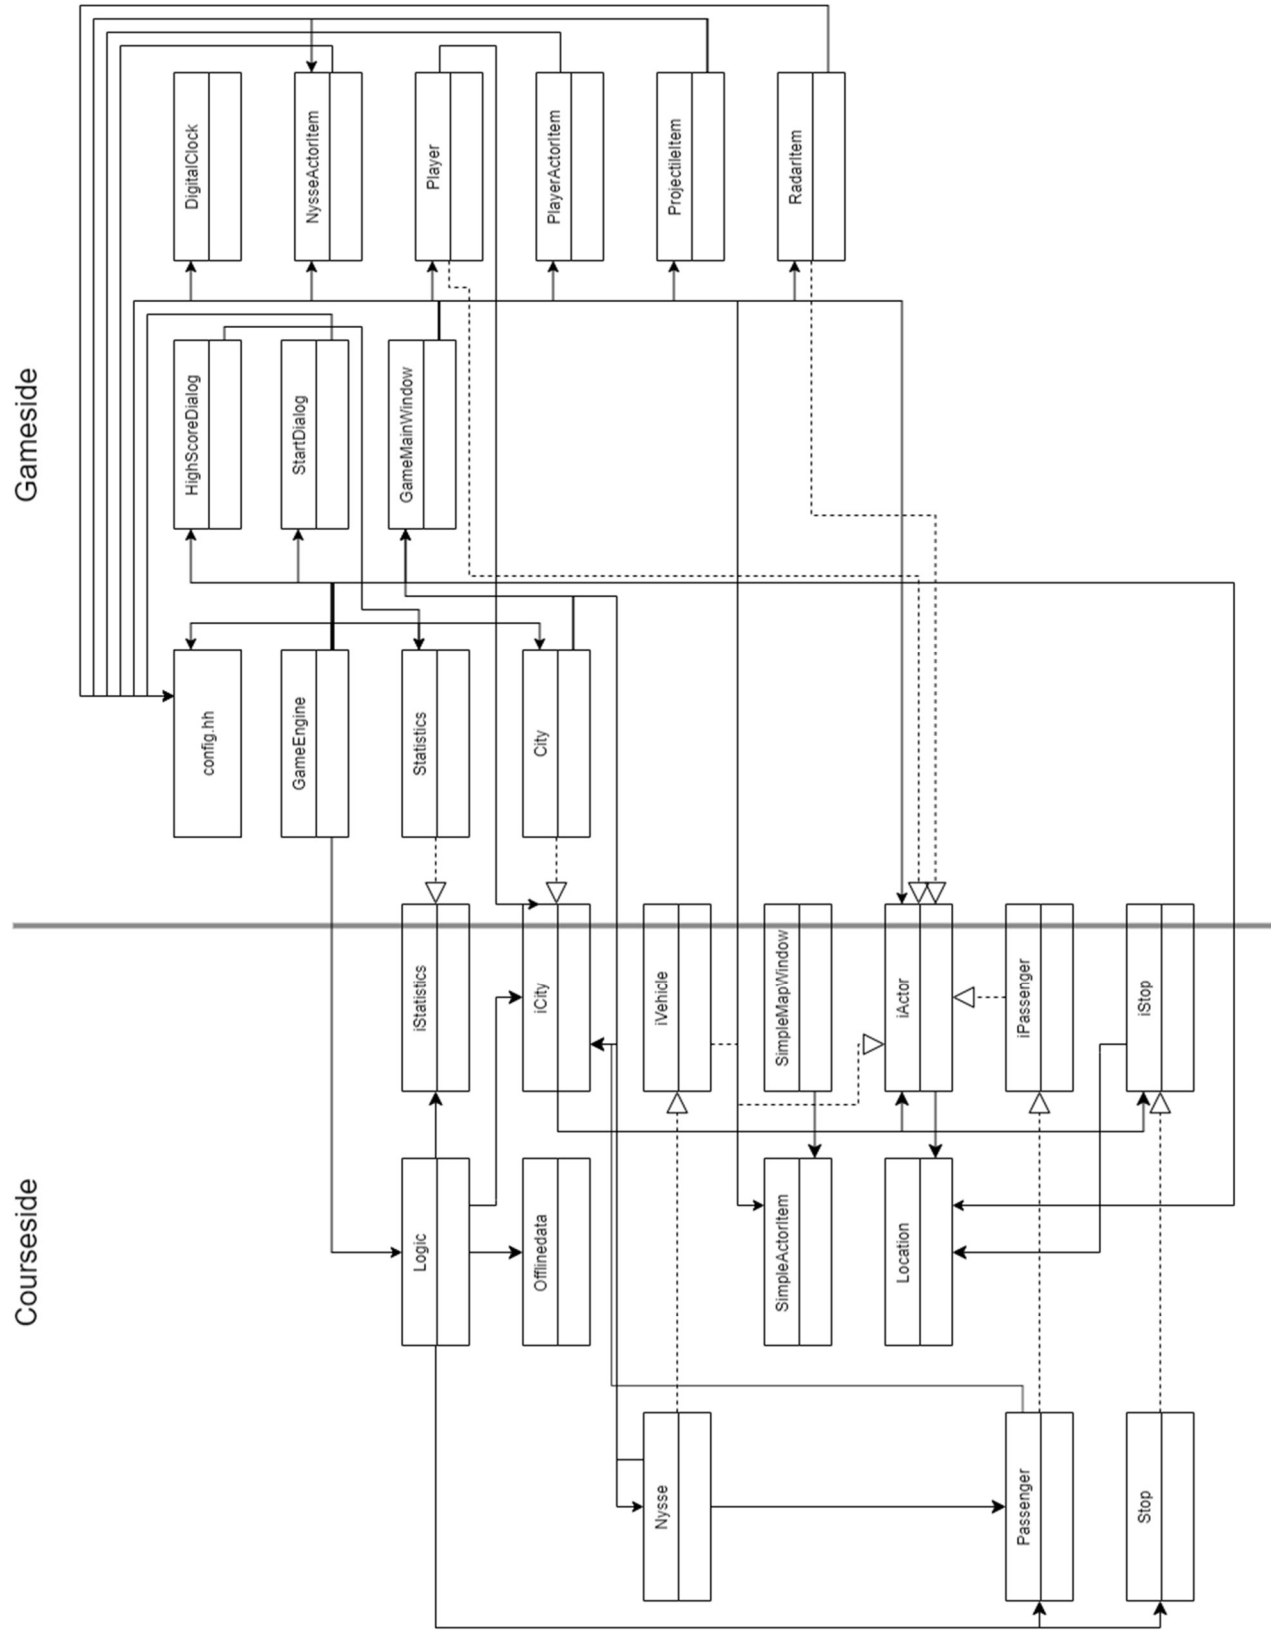 Gameside
DigitalClock
NysseActorItem
Player
PlayerActorItem
ProjectileItem
RadarItem
HighScoreDialog
StartDialog
GameMainWindow
config.hh
GameEngine
Statistics
City
Courseside
iStatistics
iCity
iVehicle
SimpleMapWindow
iActor
iPassenger
iStop
Logic
Offlinedata
SimpleActorItem
Location
Nysse
Passenger
Stop